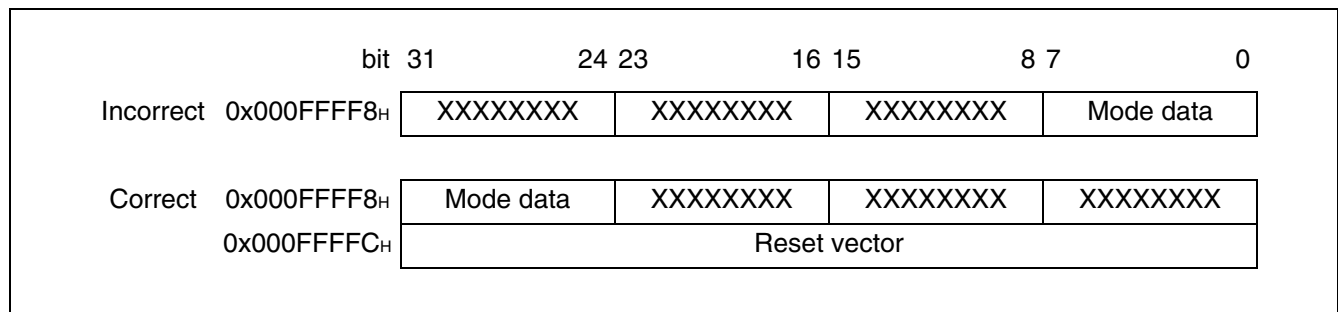 bit 31 24 23 16 15 8 7 0
Incorrect 0x000FFFF8H XXXXXXXX XXXXXXXX XXXXXXXX Mode data
Correct 0x000FFFF8H Mode data XXXXXXXX XXXXXXXX XXXXXXXX
0x000FFFFCH Reset vector